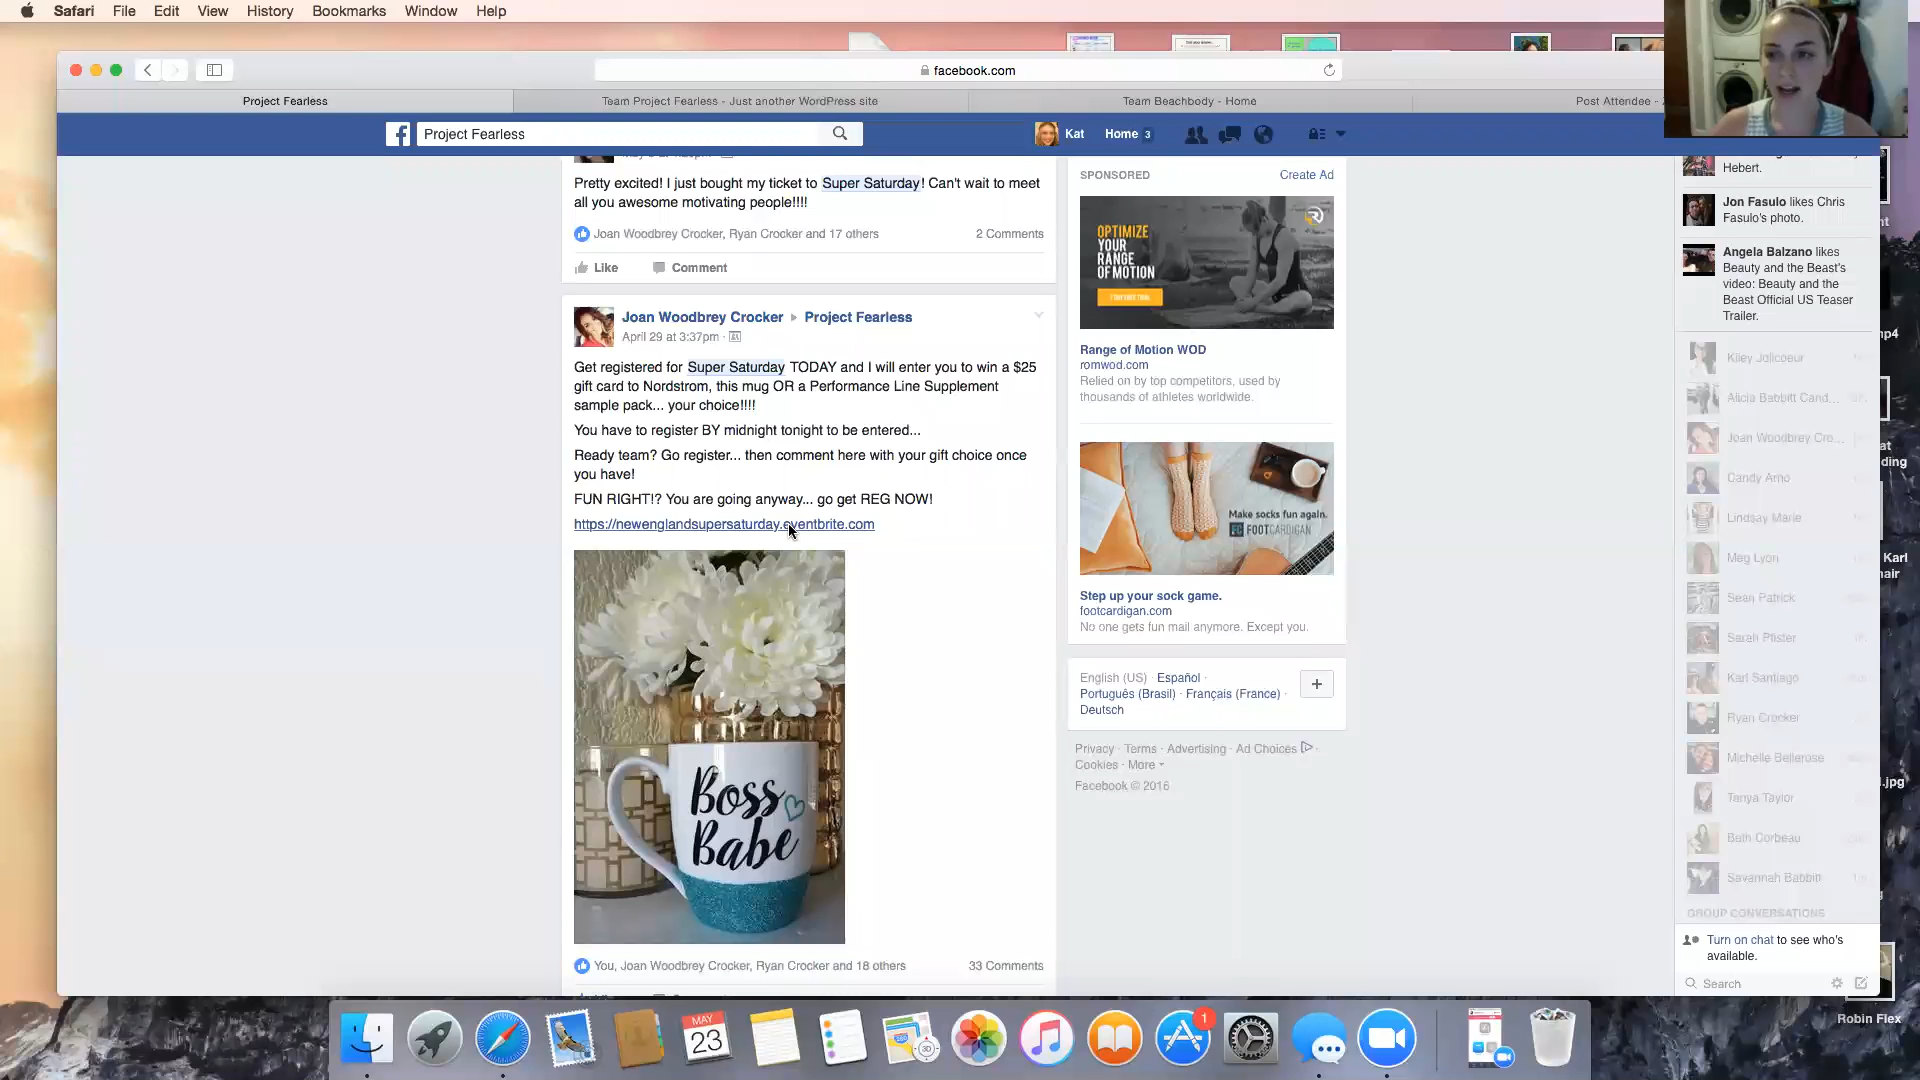 Safari File Edit View History Bookmarks Window Help
facebook.com
Project Fearless
Team Project Fearless - Just another WordPress site
Team Beachbody - Home
Post Attendee -
Project Fearless
Kat Home 3
Pretty excited! I just bought my ticket to Super Saturday! Can't wait to meet
all you awesome motivating people!!!!
Joan Woodbrey Crocker, Ryan Crocker and 17 others 2 Comments
Like Comment
Joan Woodbrey Crocker ▸ Project Fearless
April 29 at 3:37pm ·
Get registered for Super Saturday TODAY and I will enter you to win a $25
gift card to Nordstrom, this mug OR a Performance Line Supplement
sample pack... your choice!!!!
You have to register BY midnight tonight to be entered...
Ready team? Go register... then comment here with your gift choice once
you have!
FUN RIGHT!? You are going anyway... go get REG NOW!
https://newenglandsupersaturday.eventbrite.com
Boss
Babe
You, Joan Woodbrey Crocker, Ryan Crocker and 18 others 33 Comments
SPONSORED Create Ad
OPTIMIZE
YOUR
RANGE
OF MOTION
Range of Motion WOD
romwod.com
Relied on by top competitors, used by
thousands of athletes worldwide.
Make socks fun again.
FC FOOTCARDIGAN
Step up your sock game.
footcardigan.com
No one gets fun mail anymore. Except you.
English (US) · Español ·
Português (Brasil) · Français (France) ·
Deutsch
Privacy · Terms · Advertising · Ad Choices ·
Cookies · More
Facebook © 2016
Hebert.
Jon Fasulo likes Chris
Fasulo's photo.
Angela Balzano likes
Beauty and the Beast's
video: Beauty and the
Beast Official US Teaser
Trailer.
Kiley Jolicoeur
Alicia Babbitt Cand...
Joan Woodbrey Cro...
Candy Arno
Lindsay Marie
Meg Lyon
Sean Patrick
Sarah Pfister
Karl Santiago
Ryan Crocker
Michelle Bellerose
Tanya Taylor
Beth Corbeau
Savannah Babbitt
GROUP CONVERSATIONS
Turn on chat to see who's
available.
Search
mp4
Karl
hair
.jpg
Robin Flex
MAY
23
1